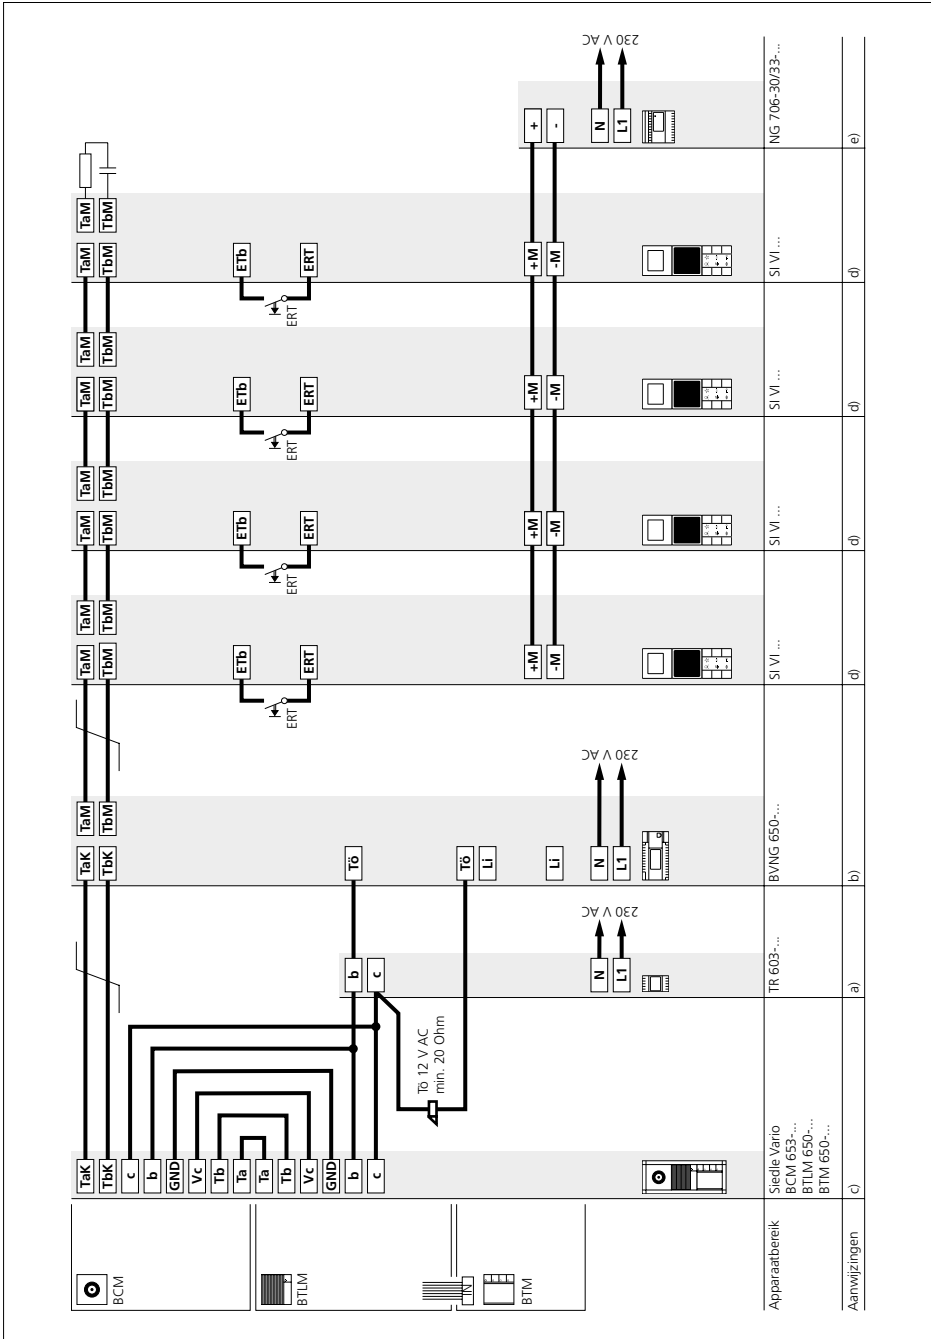 TaK TaK TaM TaM TaM TaM TaM TaM TaM TaM TaM
TbK TbK TbM TbM TbM TbM TbM TbM TbM TbM TbM
BCM
c
b
GND
Vc
Tb
Ta ETb ETb ETb ETb
Ta
Tb ERT ERT ERT ERT
BTLM
Vc ERT ERT ERT ERT
GND
b b Tö
c c
Tö 12 V AC
min. 20 Ohm
IN Tö
Li
BTM
+M +M +M +M +
Li -M -M -M -M -
N N N
L1 L1 L1
230 V AC
230 V AC
230 V AC
Apparaatbereik
Siedle Vario
BCM 653-...
BTLM 650-...
BTM 650-...
TR 603-...
BVNG 650-...
SI VI ...
SI VI ...
SI VI ...
SI VI ...
NG 706-30/33-...
Aanwijzingen c) a) b) d) d) d) d) e)